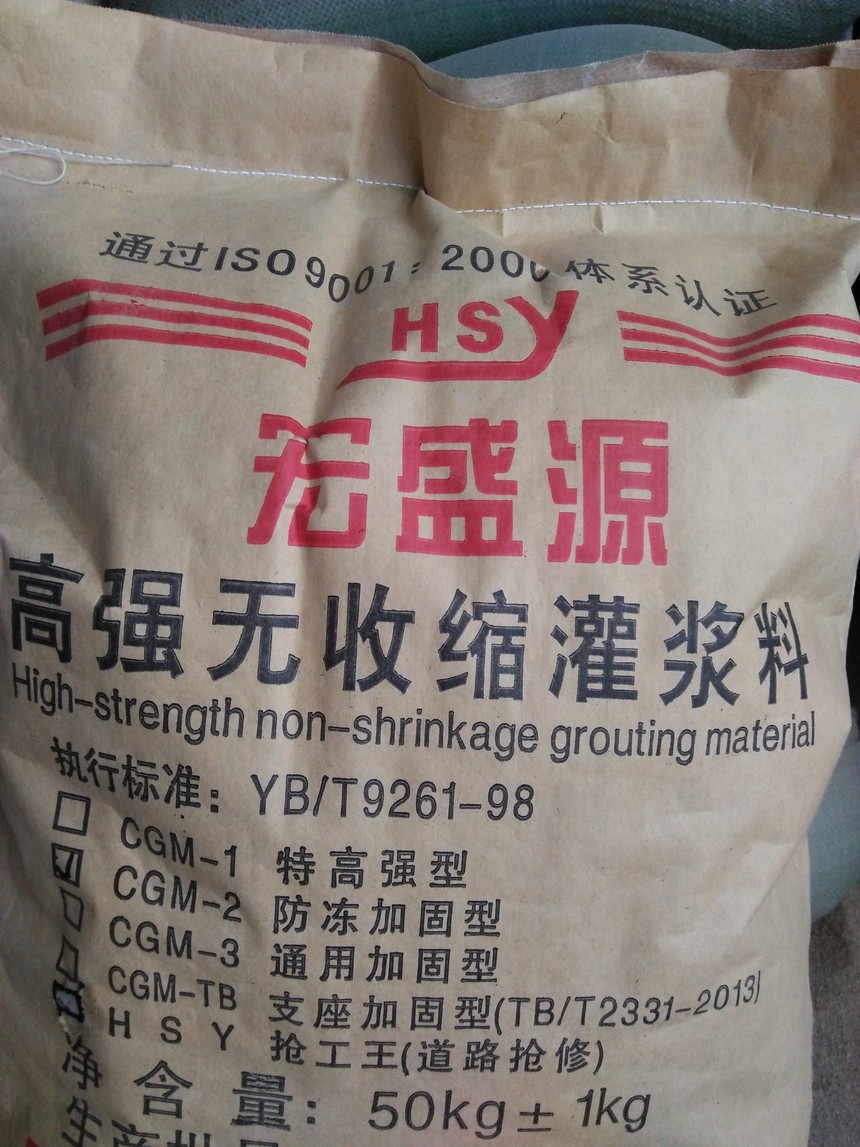 通过ISO9001:2000体系认证
HSY
宏盛源
高强无收缩灌浆料
High-strength non-shrinkage grouting material
执行标准: YB/T9261-98
CGM-1 特高强型
CGM-2 防冻加固型
CGM-3 通用加固型
CGM-TB 支座加固型(TB/T2331-2013)
HSY 抢工王(道路抢修)
净含量: 50kg±1kg
生产批号